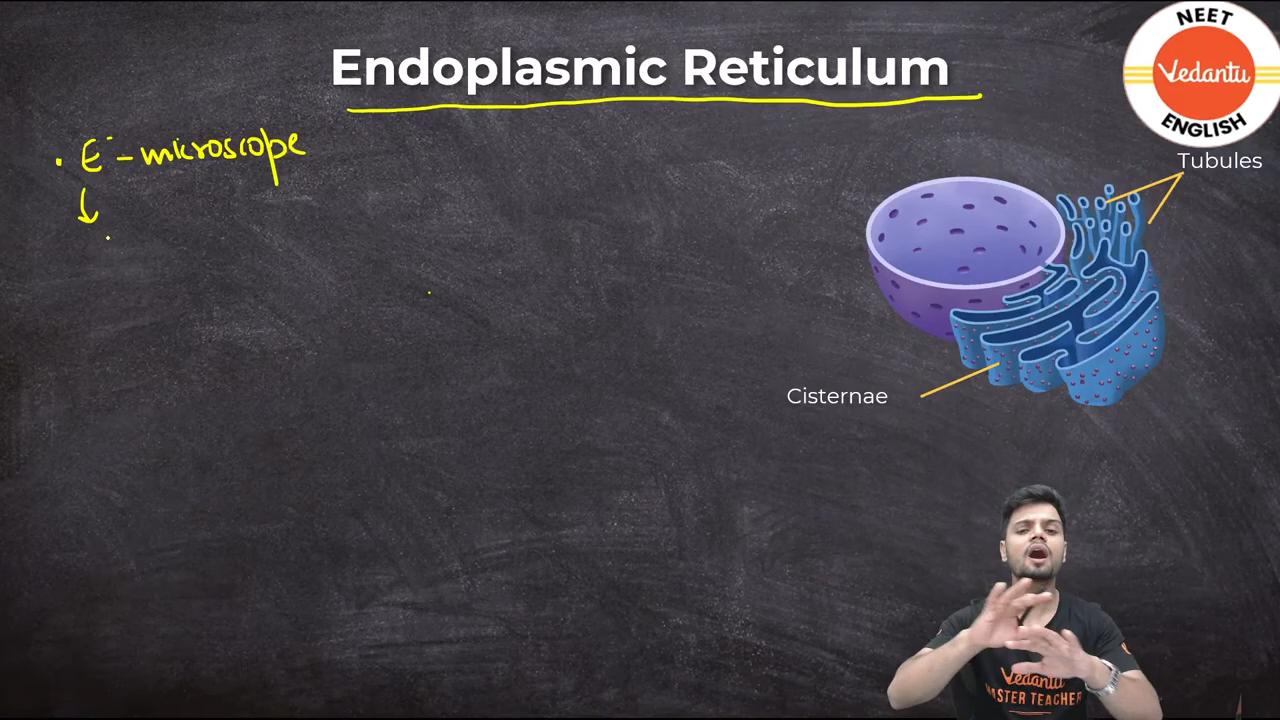 Endoplasmic Reticulum
NEET
Vedantu
ENGLISH
• E⁻ - microscope
↓
Tubules
Cisternae
Vedantu
MASTER TEACHER